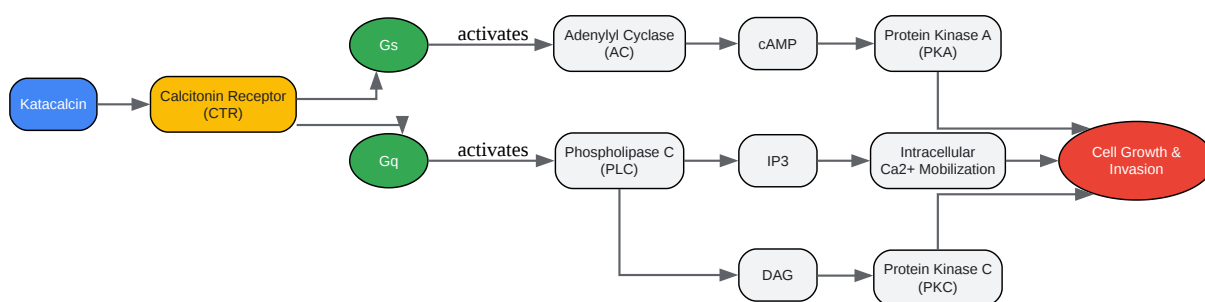 Katacalcin
Calcitonin Receptor
(CTR)
Gs
activates
Adenylyl Cyclase
(AC)
cAMP
Protein Kinase A
(PKA)
Gq
activates
Phospholipase C
(PLC)
IP3
Intracellular
Ca2+ Mobilization
Cell Growth &
Invasion
DAG
Protein Kinase C
(PKC)